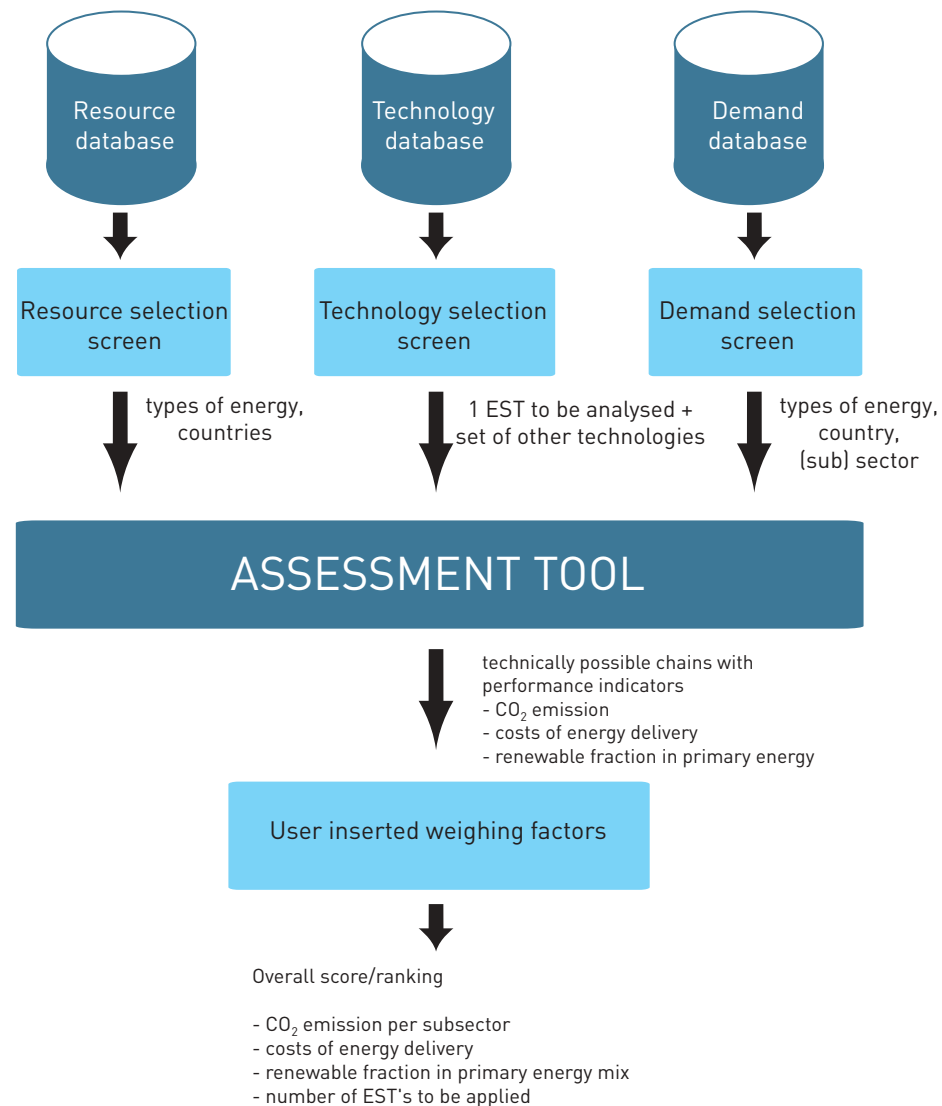 Resource
database
Technology
database
Demand
database
Resource selection
screen
Technology selection
screen
Demand selection
screen
types of energy,
countries
1 EST to be analysed +
set of other technologies
types of energy,
country,
(sub) sector
ASSESSMENT TOOL
technically possible chains with
performance indicators
- CO₂ emission
- costs of energy delivery
- renewable fraction in primary energy
User inserted weighing factors
Overall score/ranking
- CO₂ emission per subsector
- costs of energy delivery
- renewable fraction in primary energy mix
- number of EST's to be applied